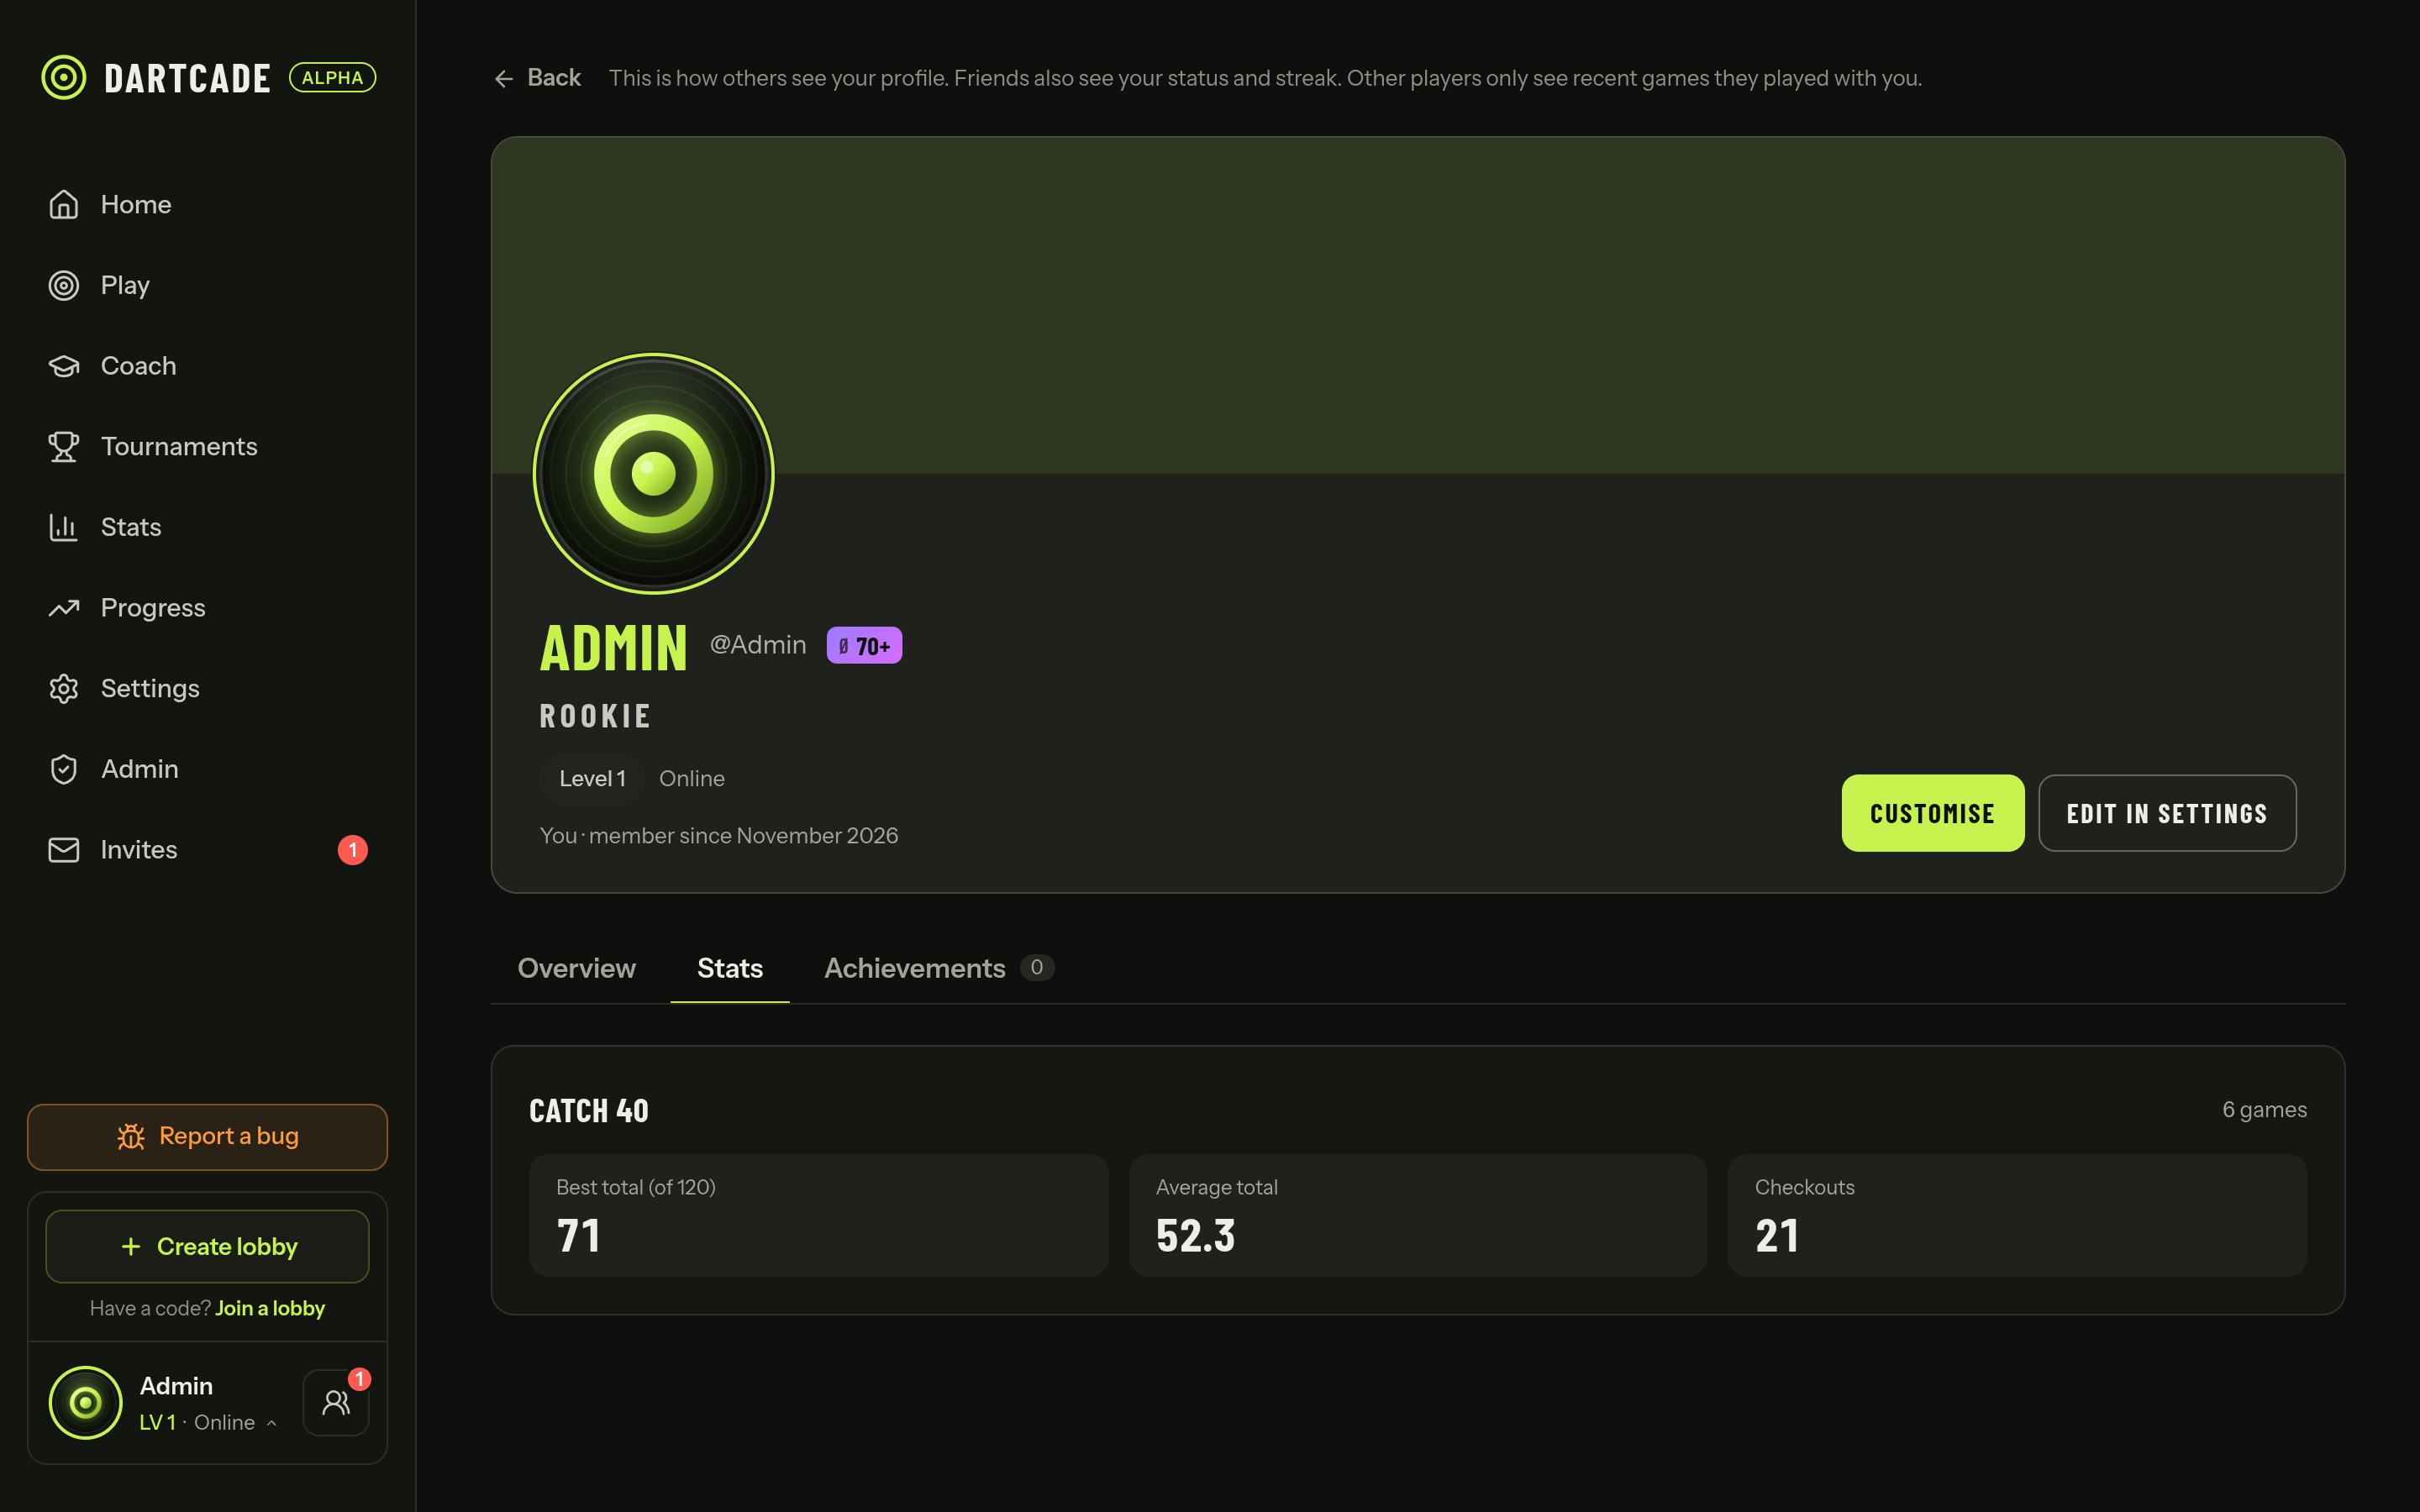 DARTCADE ALPHA
Home
Play
Coach
Tournaments
Stats
Progress
Settings
Admin
Invites 1
Report a bug
+ Create lobby
Have a code? Join a lobby
Admin
LV 1 · Online
1
← Back This is how others see your profile. Friends also see your status and streak. Other players only see recent games they played with you.
ADMIN @Admin Ø 70+
ROOKIE
Level 1 Online
You · member since November 2026
CUSTOMISE EDIT IN SETTINGS
Overview Stats Achievements 0
CATCH 40 6 games
Best total (of 120) Average total Checkouts
71 52.3 21